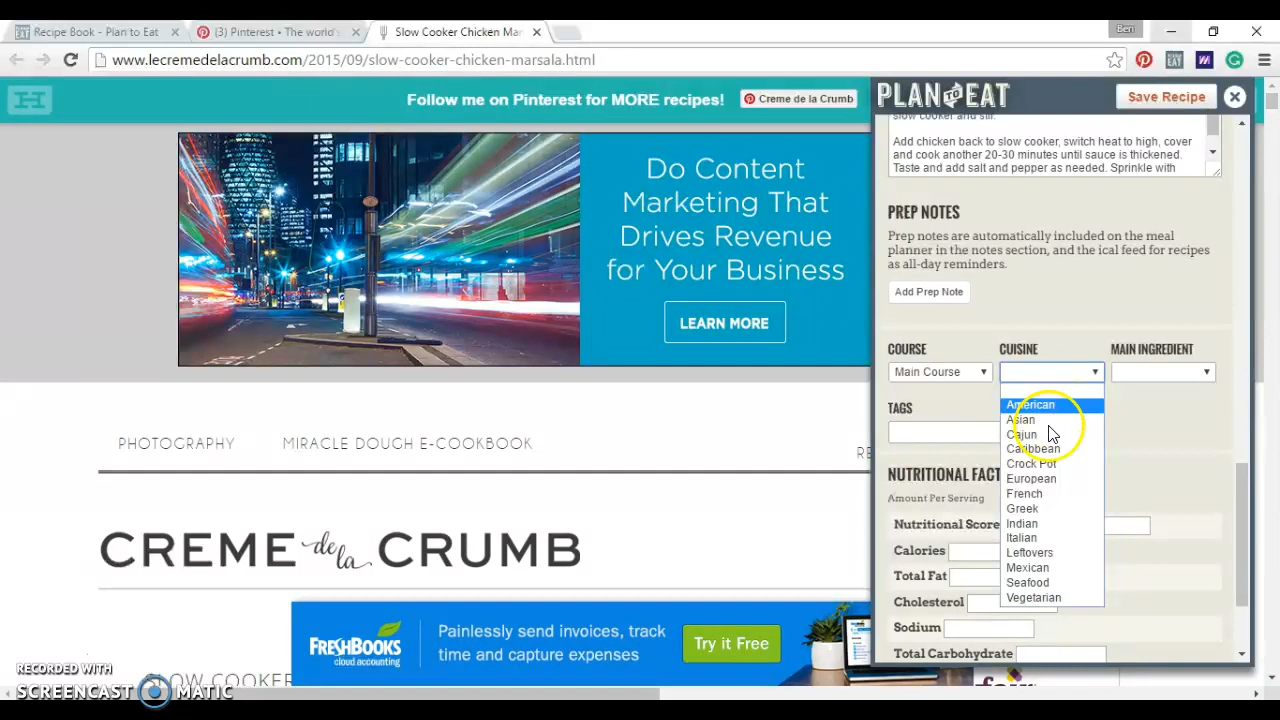 Recipe Book - Plan to Eat
(3) Pinterest • The world's
Slow Cooker Chicken Mar
Ben
www.lecremedelacrumb.com/2015/09/slow-cooker-chicken-marsala.html
Follow me on Pinterest for MORE recipes!
Creme de la Crumb
PLAN TO EAT
Save Recipe
slow cooker and stir.
Add chicken back to slow cooker, switch heat to high, cover
and cook another 20-30 minutes until sauce is thickened.
Taste and add salt and pepper as needed. Sprinkle with
Do Content
Marketing That
Drives Revenue
for Your Business
LEARN MORE
PREP NOTES
Prep notes are automatically included on the meal
planner in the notes section, and the ical feed for recipes
as all-day reminders.
Add Prep Note
COURSE
CUISINE
MAIN INGREDIENT
Main Course
American
Asian
Cajun
Caribbean
Crock Pot
European
French
Greek
Indian
Italian
Leftovers
Mexican
Seafood
Vegetarian
TAGS
NUTRITIONAL FACT
Amount Per Serving
Nutritional Score
Calories
Total Fat
Cholesterol
Sodium
Total Carbohydrate
PHOTOGRAPHY
MIRACLE DOUGH E-COOKBOOK
RE
CREME de la CRUMB
FRESHBOOKS
cloud accounting
Painlessly send invoices, track
time and capture expenses
Try it Free
SLOW COOKER
RECORDED WITH
SCREENCAST MATIC